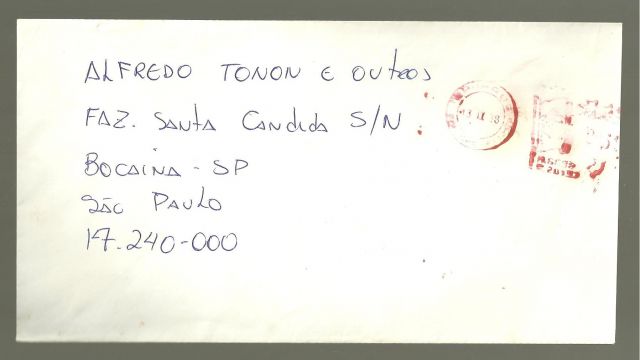 ALFREDO TONON E OUTROS
FAZ. SANTA CANDIDA S/N
BOCAINA - SP
SÃO PAULO
17.240-000